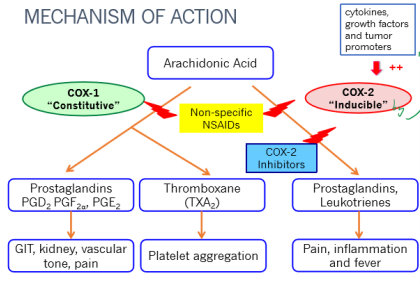 MECHANISM OF ACTION
cytokines,
growth factors
and tumor
promoters
++
Arachidonic Acid
COX-1
“Constitutive”
Non-specific
NSAIDs
COX-2
“Inducible”
COX-2
Inhibitors
Prostaglandins
PGD₂ PGF₂ₐ, PGE₂
Thromboxane
(TXA₂)
Prostaglandins,
Leukotrienes
GIT, kidney, vascular
tone, pain
Platelet aggregation
Pain, inflammation
and fever